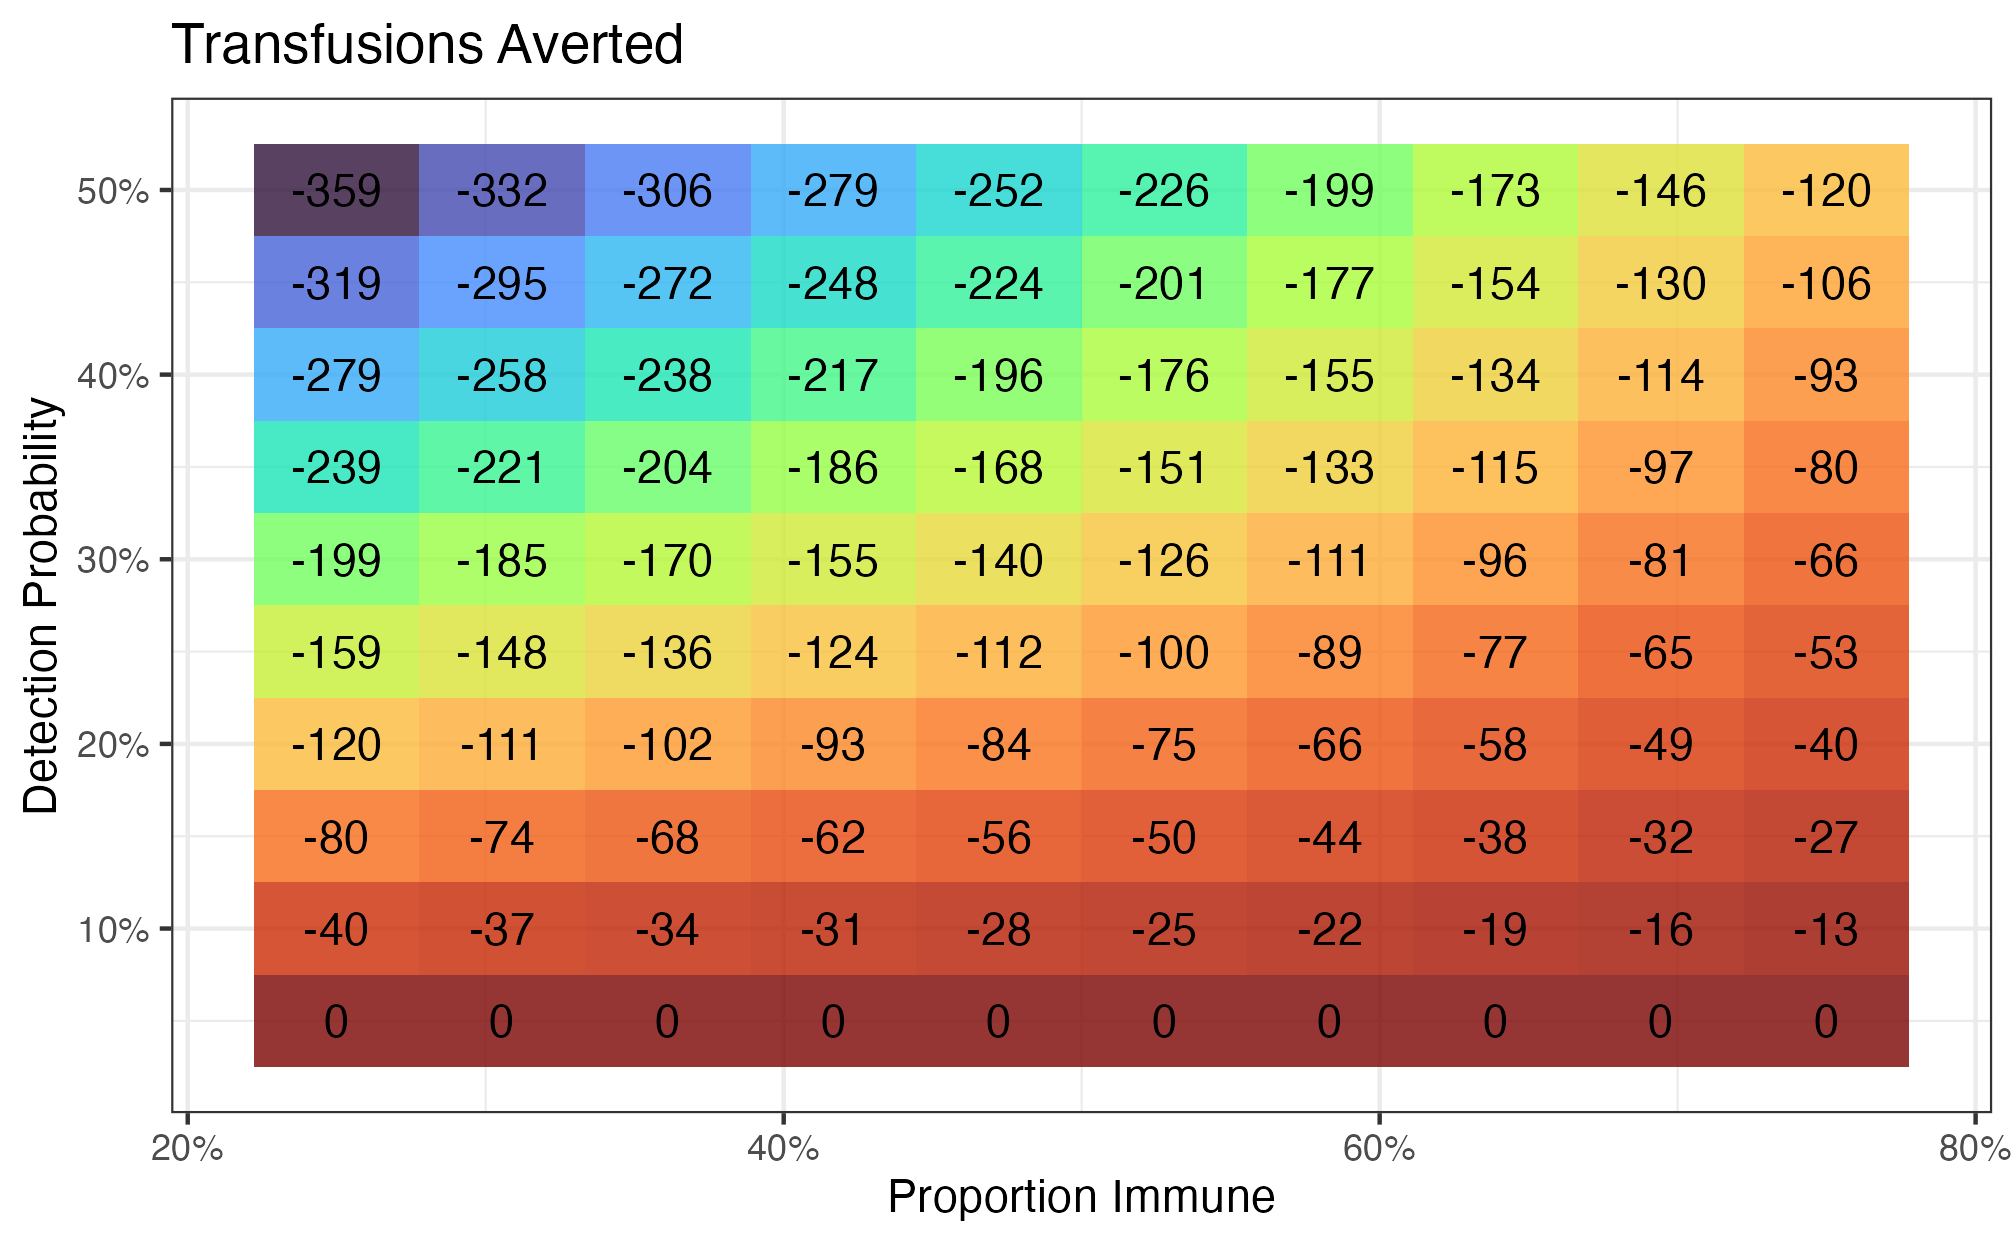 Transfusions Averted
Detection Probability
50% -359 -332 -306 -279 -252 -226 -199 -173 -146 -120
-319 -295 -272 -248 -224 -201 -177 -154 -130 -106
40% -279 -258 -238 -217 -196 -176 -155 -134 -114 -93
-239 -221 -204 -186 -168 -151 -133 -115 -97 -80
30% -199 -185 -170 -155 -140 -126 -111 -96 -81 -66
-159 -148 -136 -124 -112 -100 -89 -77 -65 -53
20% -120 -111 -102 -93 -84 -75 -66 -58 -49 -40
-80 -74 -68 -62 -56 -50 -44 -38 -32 -27
10% -40 -37 -34 -31 -28 -25 -22 -19 -16 -13
0 0 0 0 0 0 0 0 0 0
20% 40% 60% 80%
Proportion Immune